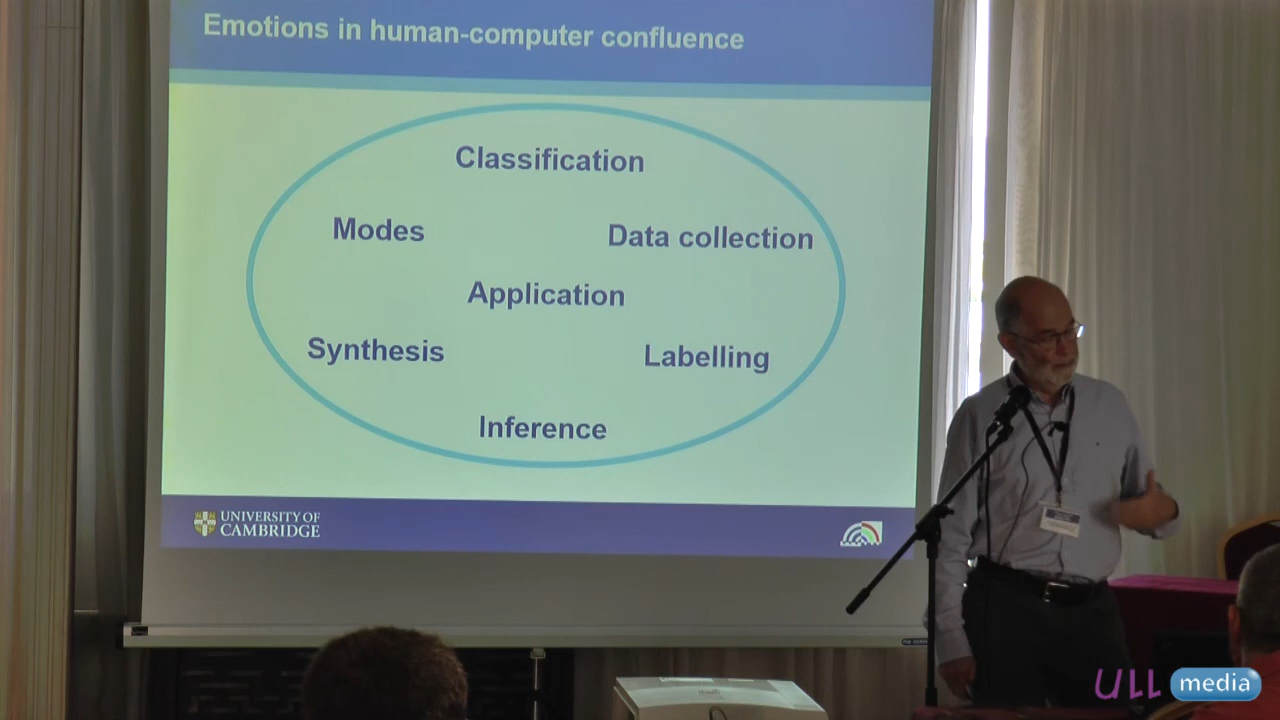 Emotions in human-computer confluence
Classification
Modes
Data collection
Application
Synthesis
Labelling
Inference
UNIVERSITY OF
CAMBRIDGE
ULL media